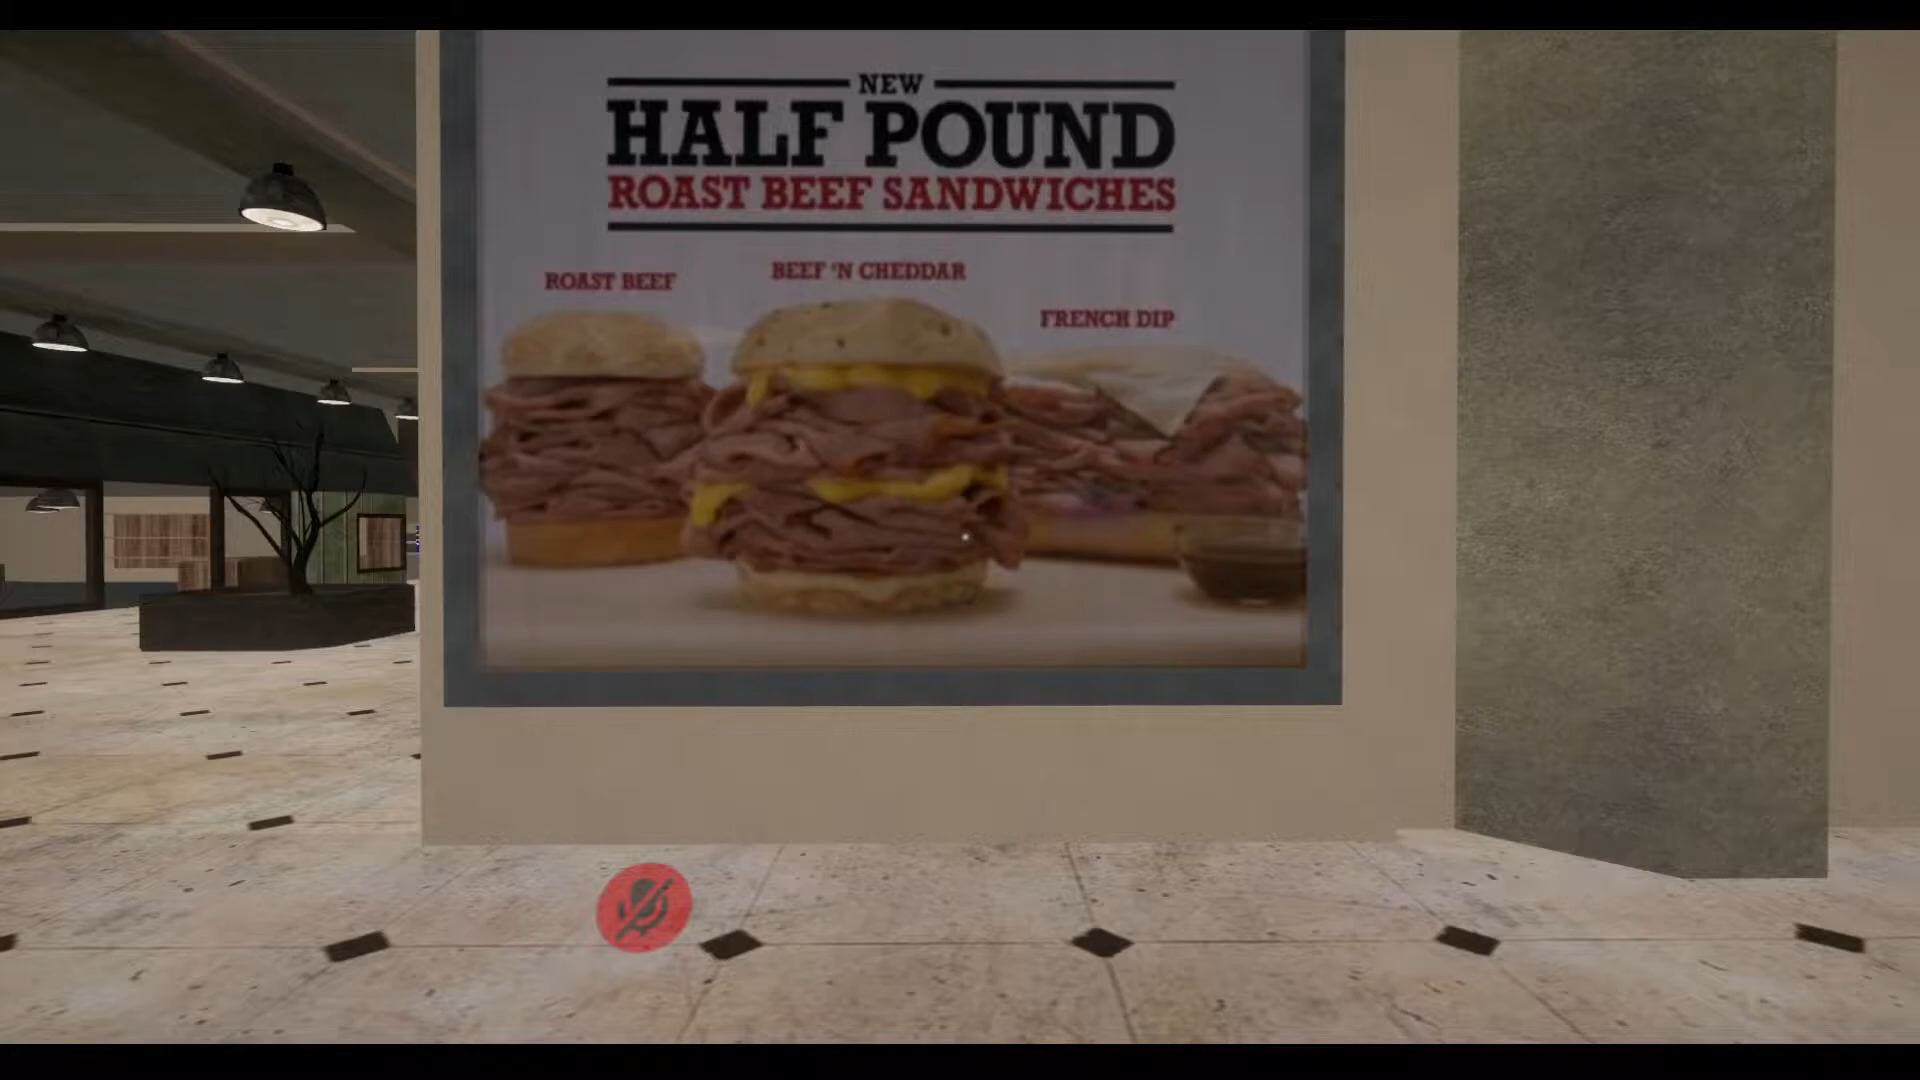 NEW
HALF POUND
ROAST BEEF SANDWICHES
ROAST BEEF
BEEF 'N CHEDDAR
FRENCH DIP